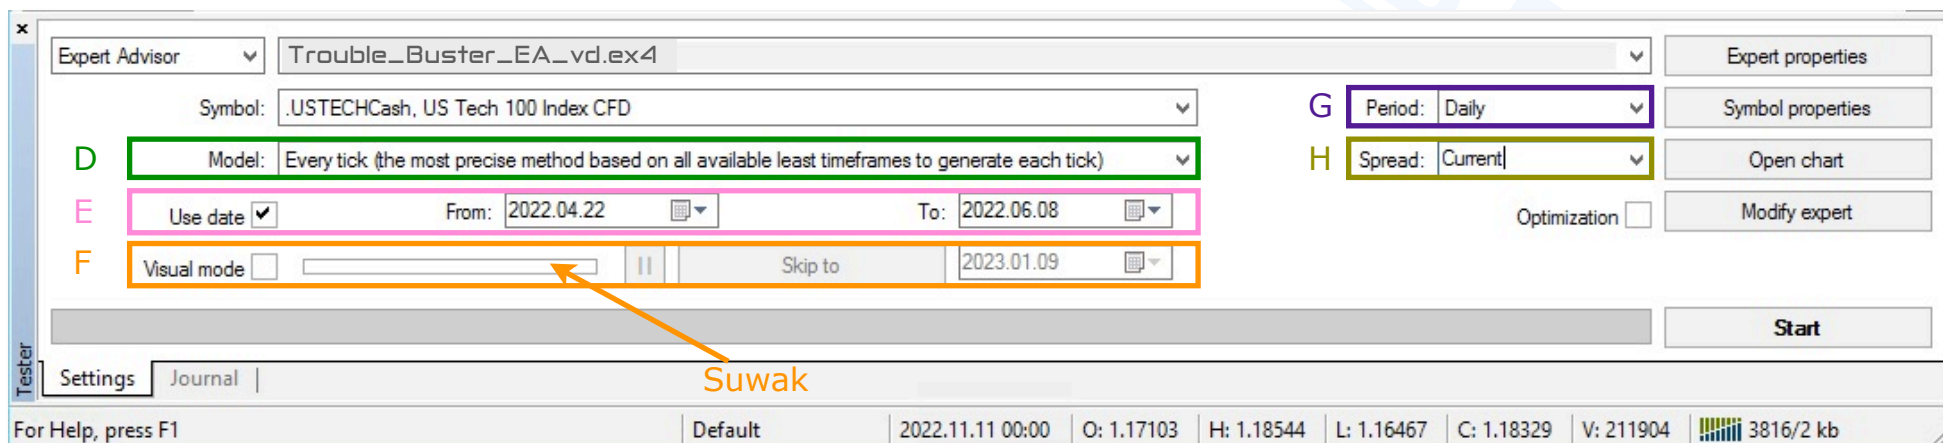 Expert Advisor Trouble_Buster_EA_vd.ex4 Expert properties
Symbol: .USTECHCash, US Tech 100 Index CFD G Period: Daily Symbol properties
D Model: Every tick (the most precise method based on all available least timeframes to generate each tick) H Spread: Current Open chart
E Use date From: 2022.04.22 To: 2022.06.08 Optimization Modify expert
F Visual mode Skip to 2023.01.09
Start
Tester
Settings Journal Suwak
For Help, press F1 Default 2022.11.11 00:00 O: 1.17103 H: 1.18544 L: 1.16467 C: 1.18329 V: 211904 3816/2 kb